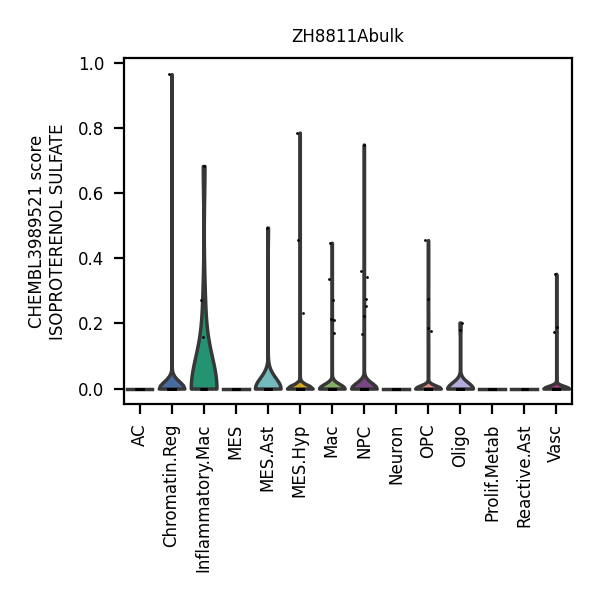 ZH8811Abulk
CHEMBL3989521 score
ISOPROTERENOL SULFATE
1.0
0.8
0.6
0.4
0.2
0.0
AC
Chromatin.Reg
Inflammatory.Mac
MES
MES.Ast
MES.Hyp
Mac
NPC
Neuron
OPC
Oligo
Prolif.Metab
Reactive.Ast
Vasc